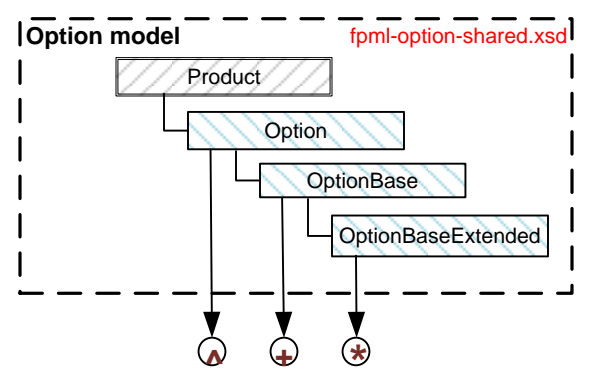 Option model fpml-option-shared.xsd
Product
Option
OptionBase
OptionBaseExtended
^ + *